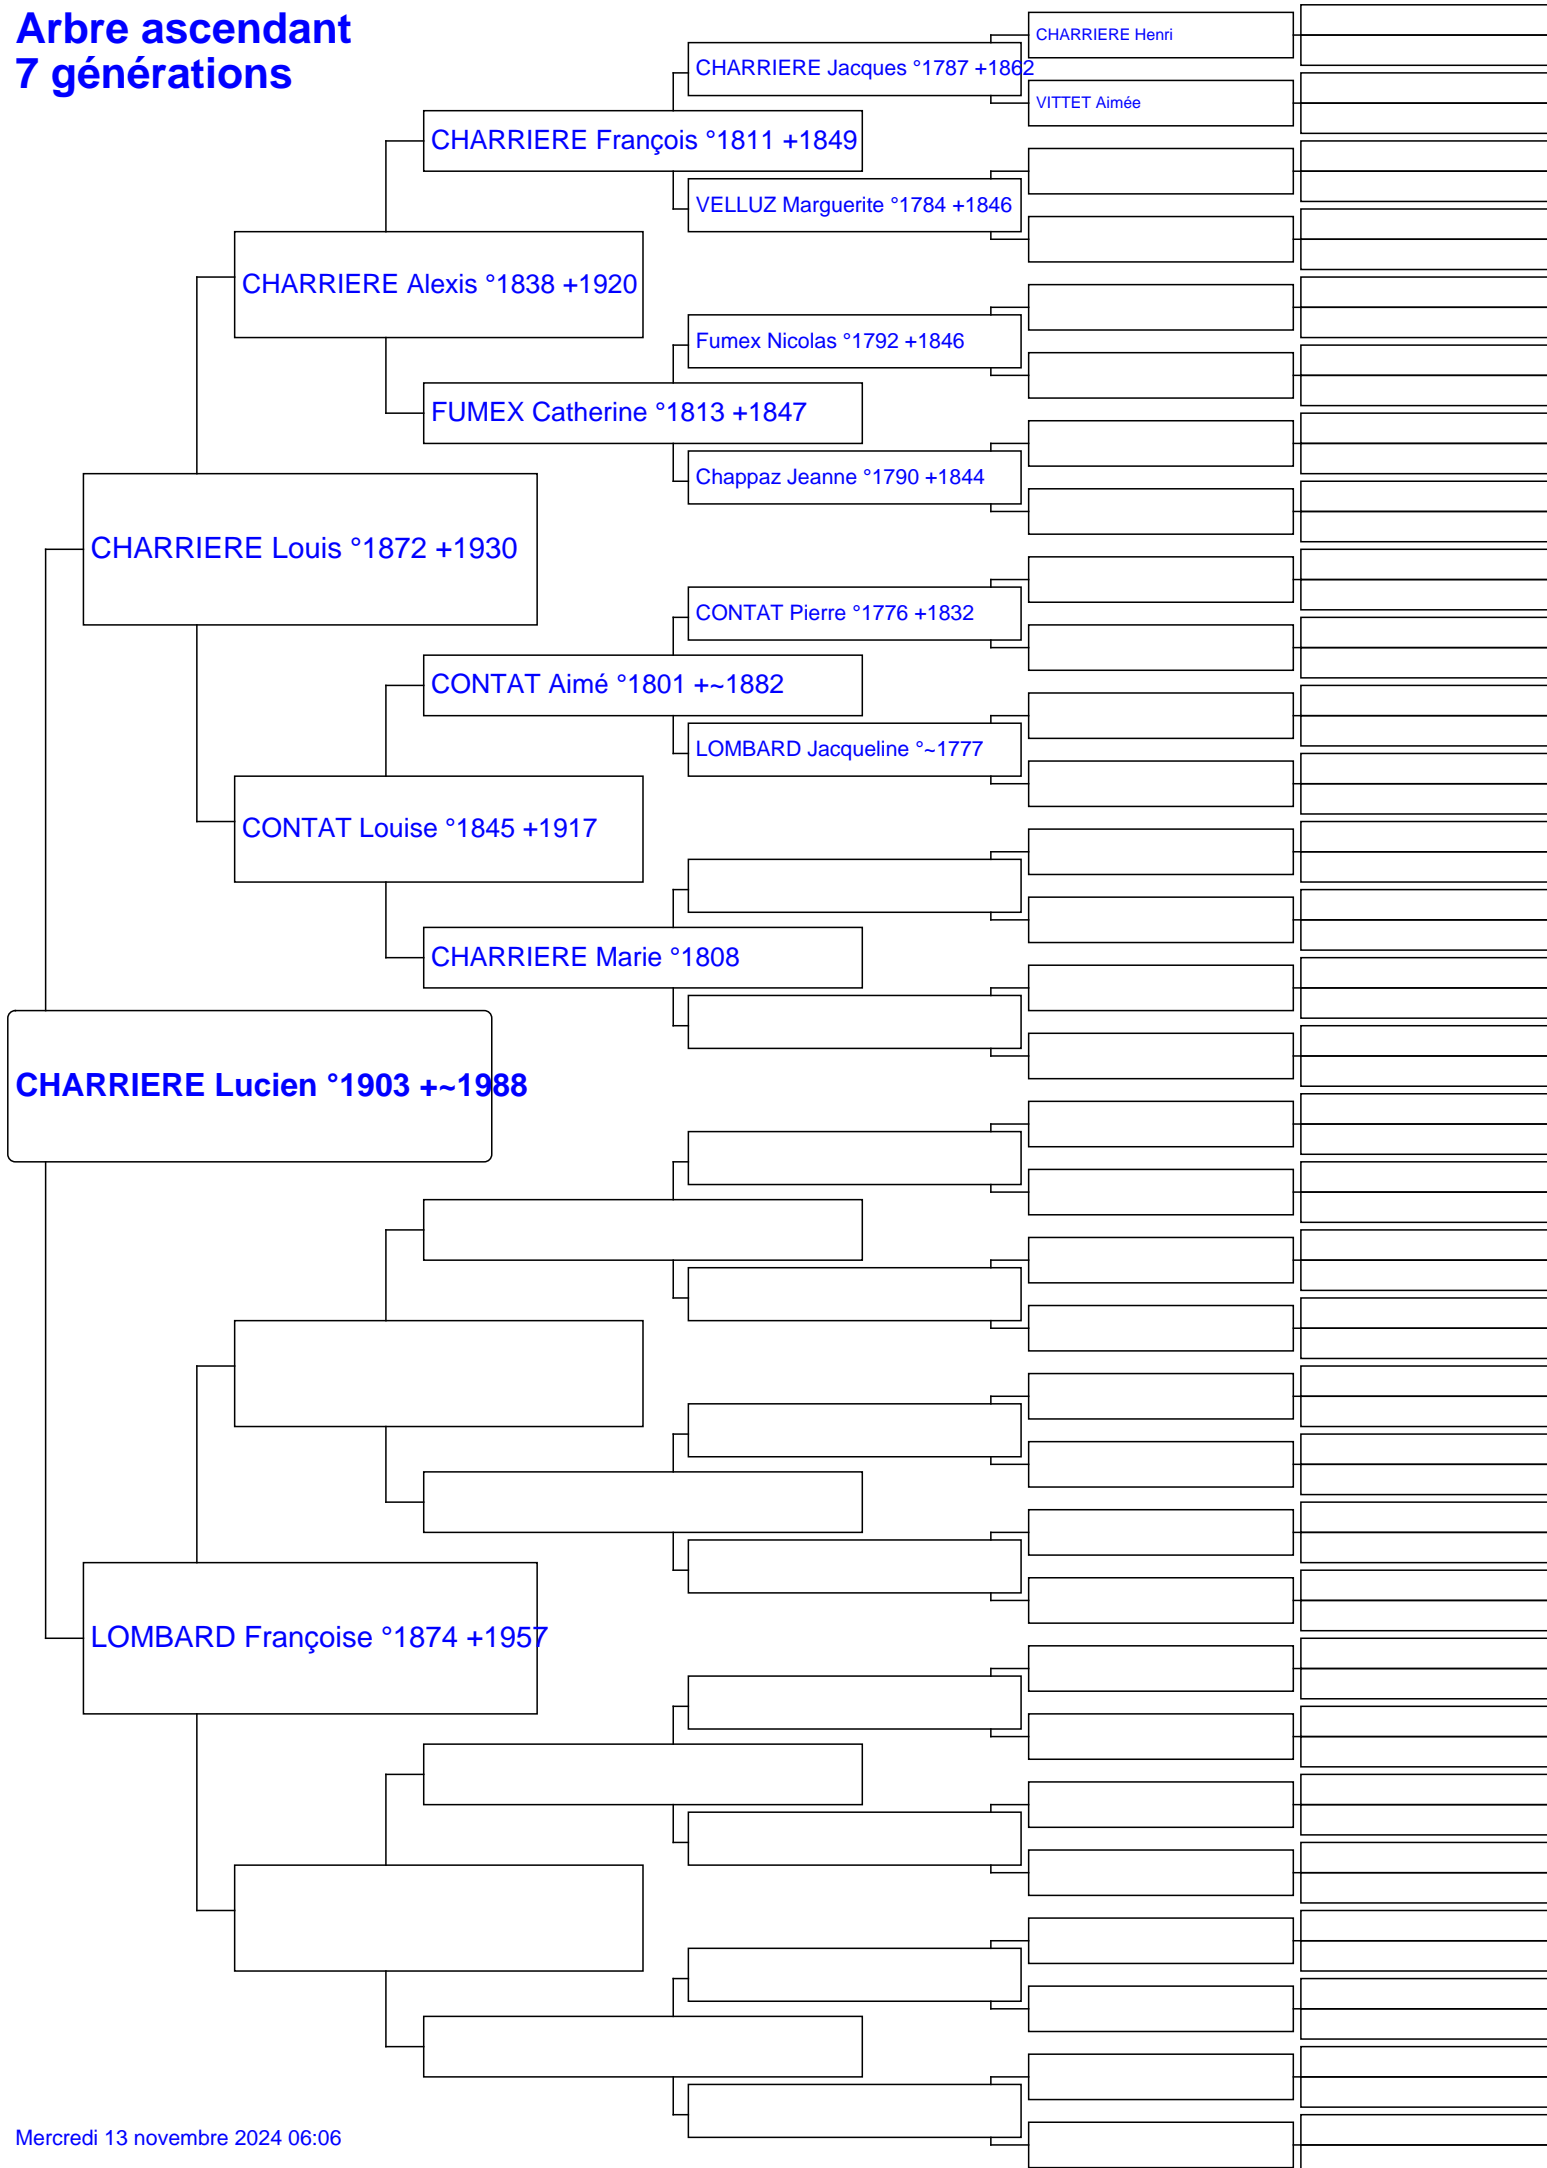 Arbre ascendant
7 générations
CHARRIERE Henri
CHARRIERE Jacques °1787 +1862
VITTET Aimée
CHARRIERE François °1811 +1849
VELLUZ Marguerite °1784 +1846
CHARRIERE Alexis °1838 +1920
Fumex Nicolas °1792 +1846
FUMEX Catherine °1813 +1847
Chappaz Jeanne °1790 +1844
CHARRIERE Louis °1872 +1930
CONTAT Pierre °1776 +1832
CONTAT Aimé °1801 +~1882
LOMBARD Jacqueline °~1777
CONTAT Louise °1845 +1917
CHARRIERE Marie °1808
CHARRIERE Lucien °1903 +~1988
LOMBARD Françoise °1874 +1957
Mercredi 13 novembre 2024 06:06